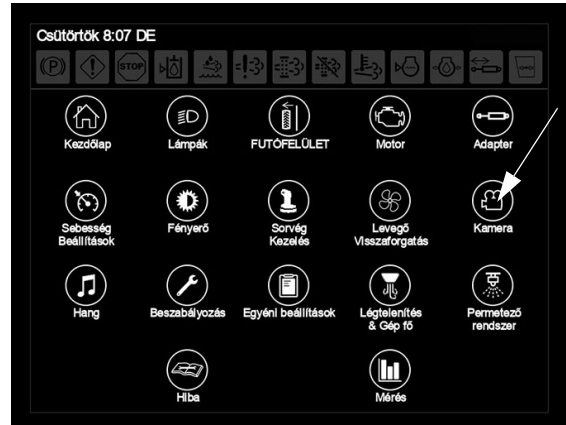 Csütörtök 8:07 DE
(P) STOP
Kezdőlap Lámpák FUTÓFELÜLET Motor Adapter
Sebesség Fényerő Sorvég Levegő Kamera
Beállítások Kezelés Visszaforgatás
Hang Beszabályozás Egyéni beállítások Légtelenítés Permetező
& Gép fő rendszer
Hiba Mérés